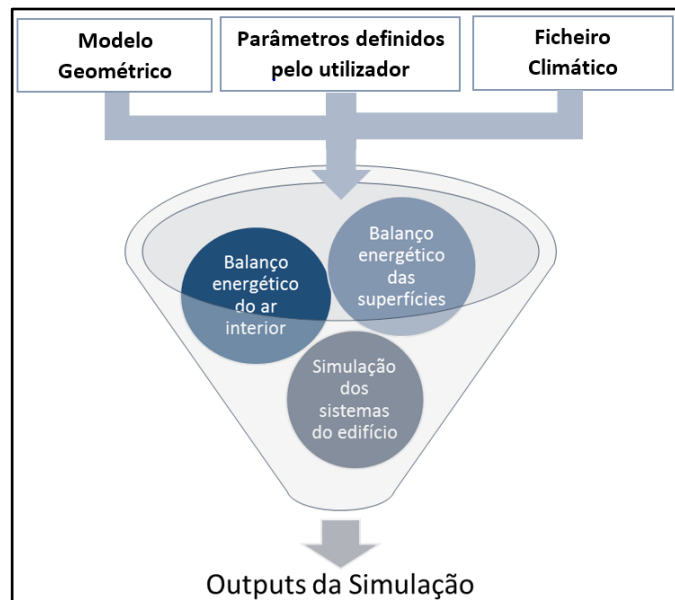 Modelo
Geométrico
Parâmetros definidos
pelo utilizador
Ficheiro
Climático
Balanço
energético
do ar
interior
Balanço
energético
das
superfícies
Simulação
dos
sistemas
do edifício
Outputs da Simulação